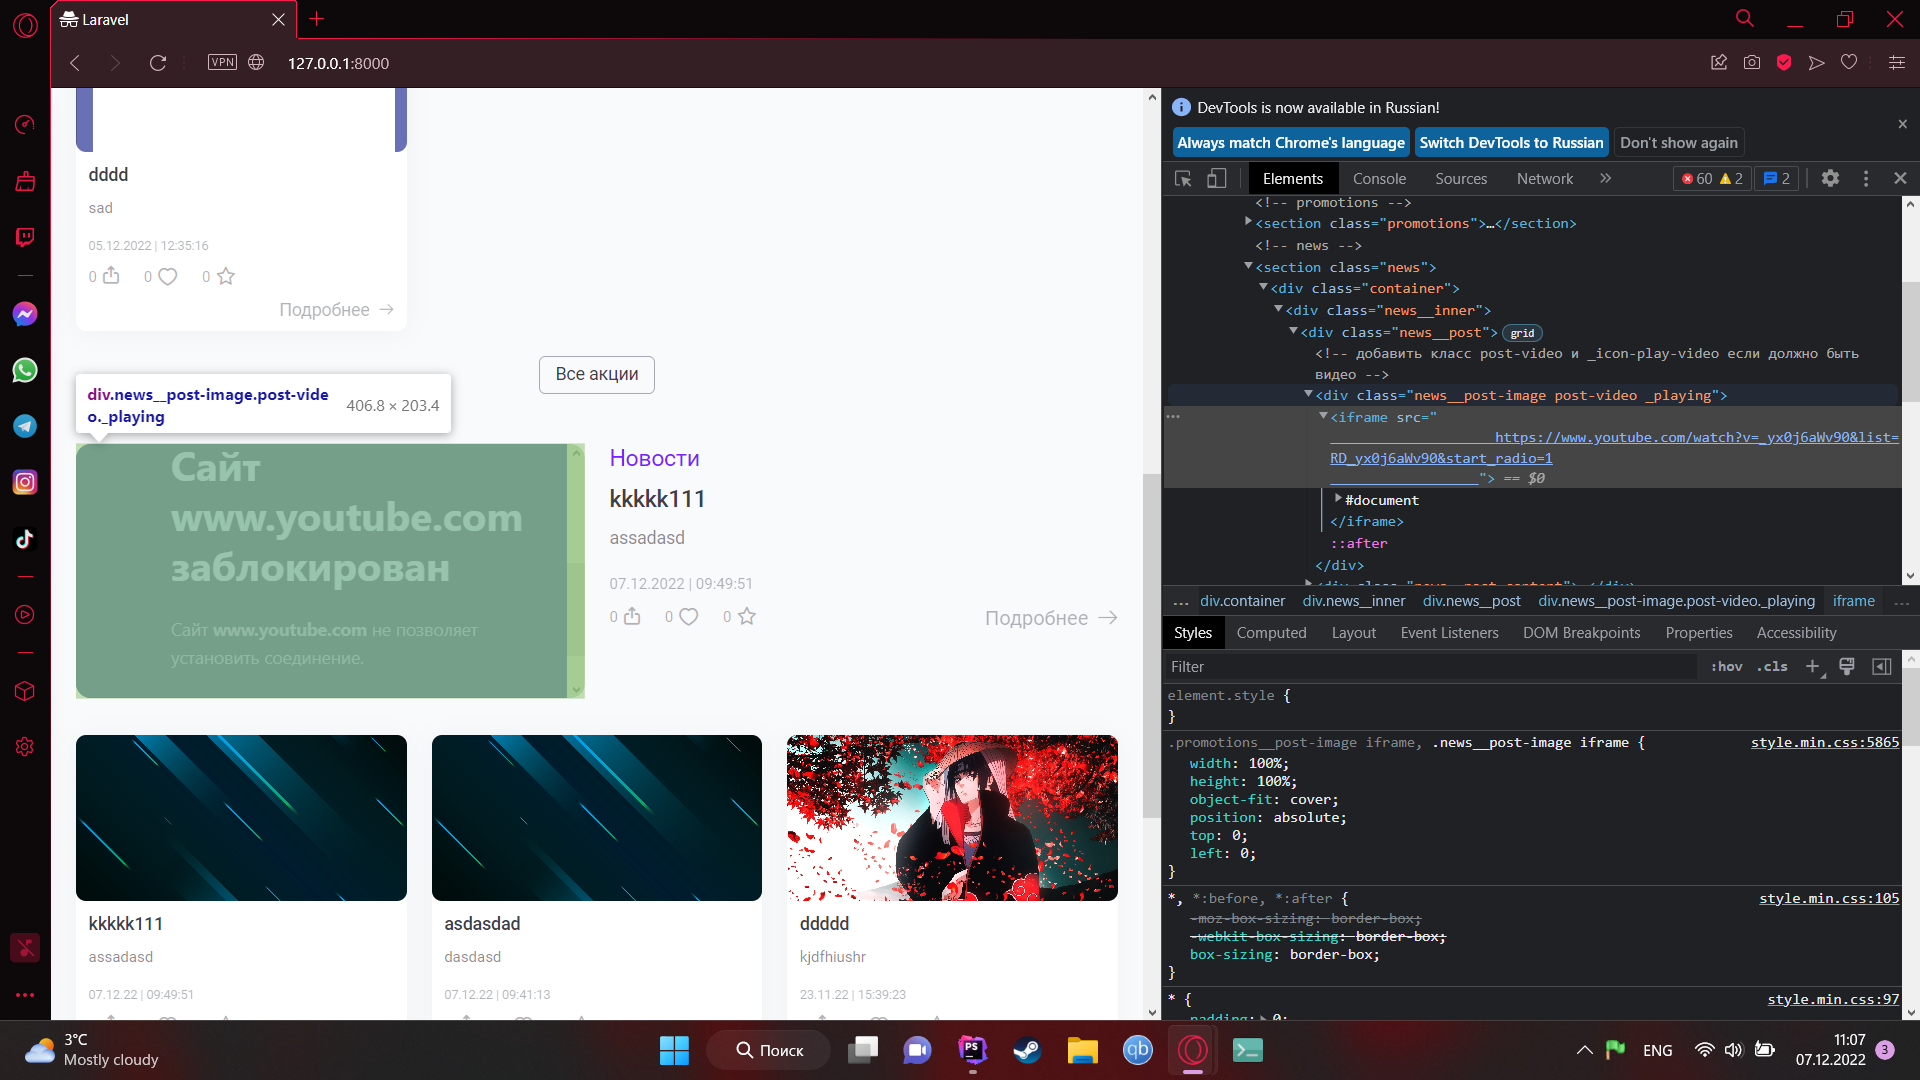 Laravel
VPN
127.0.0.1:8000
dddd
sad
05.12.2022 | 12:35:16
0 0 0
Подробнее
Все акции
div.news__post-image.post-vide
o._playing
406.8 × 203.4
Сайт
www.youtube.com
заблокирован
Сайт www.youtube.com не позволяет
установить соединение.
Новости
kkkkk111
assadasd
07.12.2022 | 09:49:51
0 0 0
Подробнее
kkkkk111
assadasd
07.12.22 | 09:49:51
asdasdad
dasdasd
07.12.22 | 09:41:13
ddddd
kjdfhiushr
23.11.22 | 15:39:23
DevTools is now available in Russian!
Always match Chrome's language
Switch DevTools to Russian
Don't show again
Elements Console Sources Network
60 2 2
<!-- promotions -->
<section class="promotions">…</section>
<!-- news -->
<section class="news">
<div class="container">
<div class="news__inner">
<div class="news__post"> grid
<!-- добавить класс post-video и _icon-play-video если должно быть
видео -->
<div class="news__post-image post-video _playing">
<iframe src="
https://www.youtube.com/watch?v=_yx0j6aWv90&list=
RD_yx0j6aWv90&start_radio=1
"> == $0
#document
</iframe>
::after
</div>
<div class="news__post-content">…</div>
... div.container div.news__inner div.news__post div.news__post-image.post-video._playing iframe ...
Styles Computed Layout Event Listeners DOM Breakpoints Properties Accessibility
Filter
:hov .cls +
element.style {
}
.promotions__post-image iframe, .news__post-image iframe {
style.min.css:5865
width: 100%;
height: 100%;
object-fit: cover;
position: absolute;
top: 0;
left: 0;
}
*, *:before, *:after {
style.min.css:105
-moz-box-sizing: border-box;
-webkit-box-sizing: border-box;
box-sizing: border-box;
}
* {
style.min.css:97
padding: 0;
3°C
Mostly cloudy
Поиск
PS
qb
ENG
11:07
07.12.2022
3